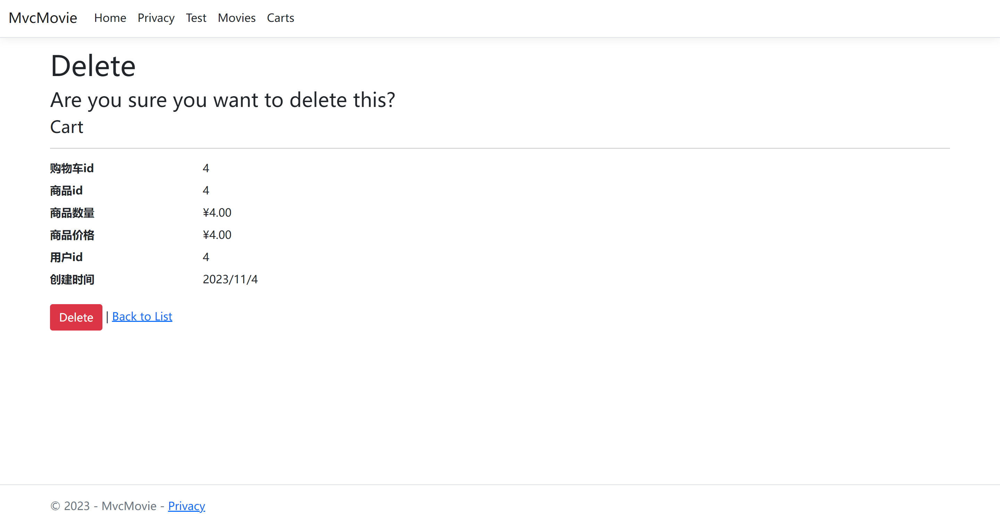 MvcMovie Home Privacy Test Movies Carts
Delete
Are you sure you want to delete this?
Cart
购物车id 4
商品id 4
商品数量 ¥4.00
商品价格 ¥4.00
用户id 4
创建时间 2023/11/4
Delete | Back to List
© 2023 - MvcMovie - Privacy